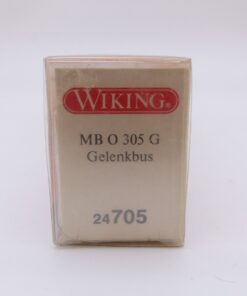 WIKING®
MB O 305 G
Gelenkbus
24705